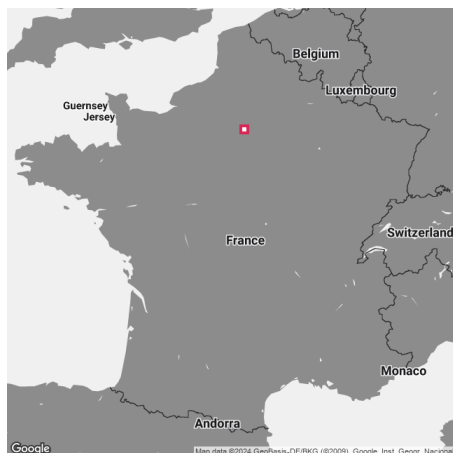 Belgium
Luxembourg
Guernsey
Jersey
Switzerland
France
Monaco
Andorra
Google
Map data ©2024 GeoBasis-DE/BKG (©2009), Google, Inst. Geogr. Naciona